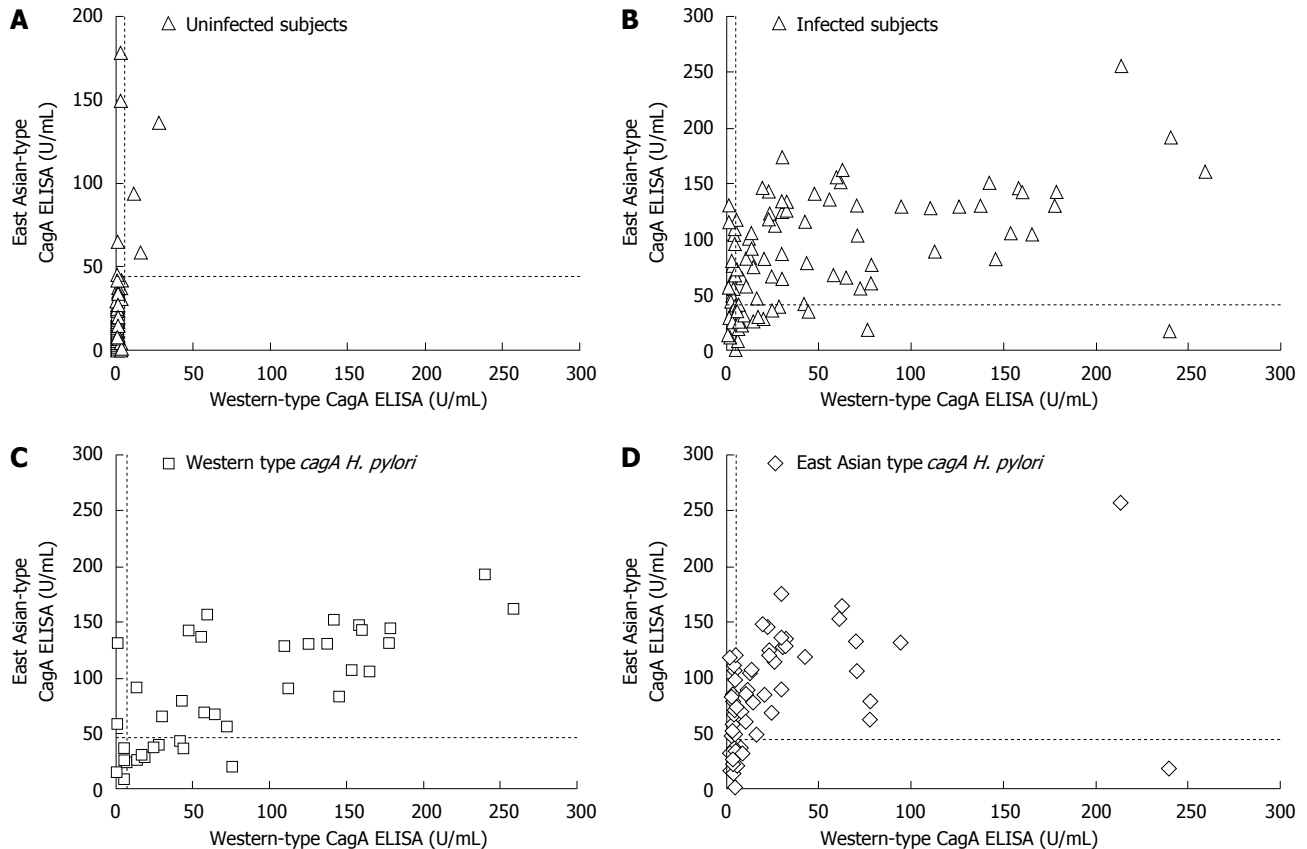 A
△ Uninfected subjects
200
150
100
50
0
East Asian-type
CagA ELISA (U/mL)
0 50 100 150 200 250 300
Western-type CagA ELISA (U/mL)
B
△ Infected subjects
300
250
200
150
100
50
0
East Asian-type
CagA ELISA (U/mL)
0 50 100 150 200 250 300
Western-type CagA ELISA (U/mL)
C
□ Western type cagA H. pylori
300
250
200
150
100
50
0
East Asian-type
CagA ELISA (U/mL)
0 50 100 150 200 250 300
Western-type CagA ELISA (U/mL)
D
◇ East Asian type cagA H. pylori
300
250
200
150
100
50
0
East Asian-type
CagA ELISA (U/mL)
0 50 100 150 200 250 300
Western-type CagA ELISA (U/mL)